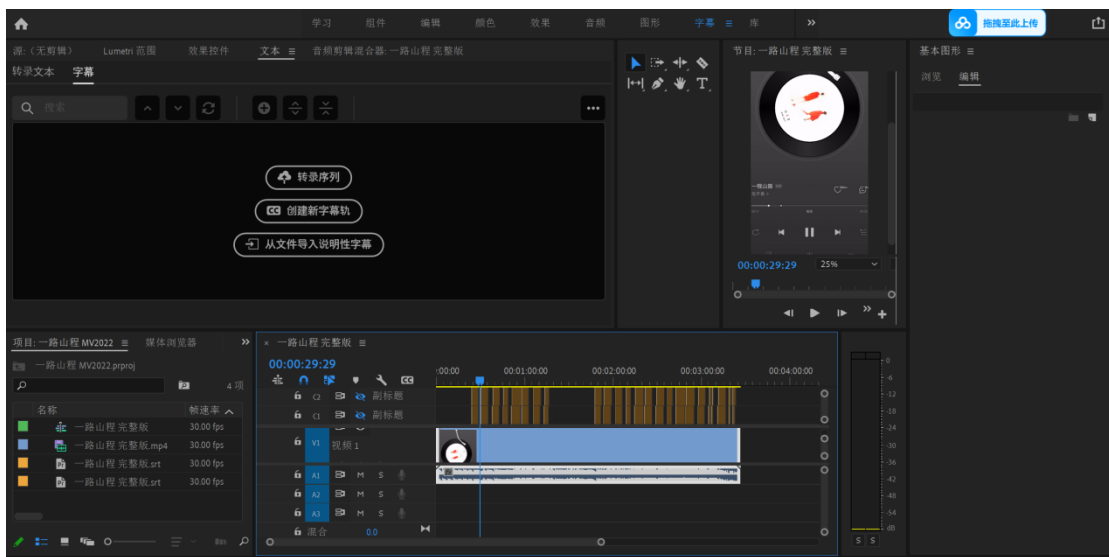 学习 组件 编辑 颜色 效果 音频 图形 字幕 库
拖拽至此上传
源:（无剪辑） Lumetri 范围 效果控件 文本 音频剪辑混合器: 一路山程 完整版
节目: 一路山程 完整版
基本图形
转录文本 字幕
浏览 编辑
搜索
转录序列
创建新字幕轨
从文件导入说明性字幕
00:00:29:29 25%
项目: 一路山程 MV2022 媒体浏览器
一路山程 MV2022.prproj
4 项
名称 帧速率
一路山程 完整版 30.00 fps
一路山程 完整版.mp4 30.00 fps
一路山程 完整版.srt 30.00 fps
一路山程 完整版.srt 30.00 fps
一路山程 完整版
00:00:29:29
:00:00 00:01:00:00 00:02:00:00 00:03:00:00 00:04:00:00
C2 副标题
C1 副标题
V1 视频 1
A1 M S
A2 M S
A3 M S
混合 0.0
0
-6
-12
-18
-24
-30
-36
-42
-48
-54
dB
S S